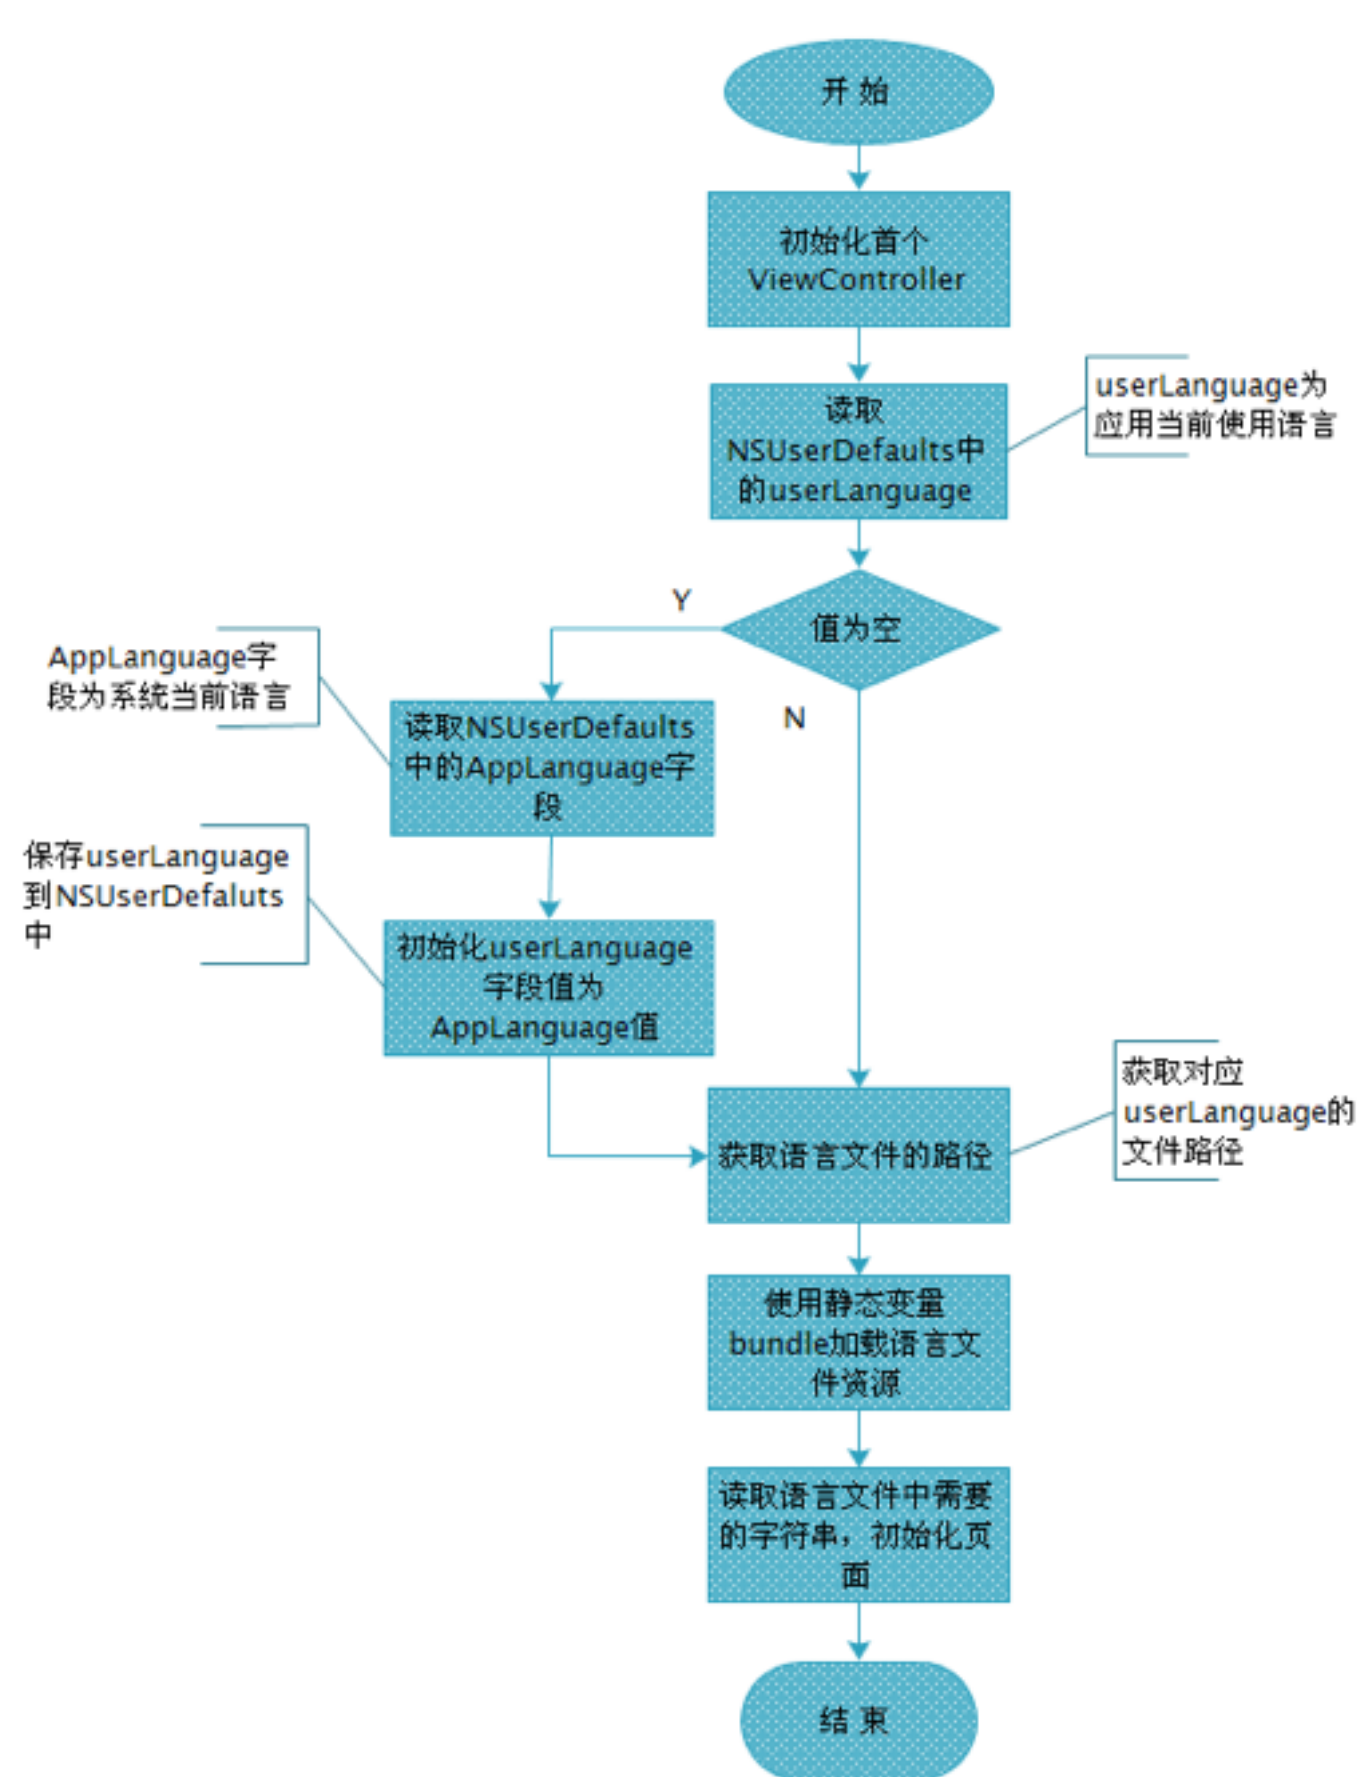 开 始
初始化首个
ViewController
读取
NSUserDefaults中
的userLanguage
userLanguage为
应用当前使用语言
值为空
Y
N
AppLanguage字
段为系统当前语言
读取NSUserDefaults
中的AppLanguage字
段
保存userLanguage
到NSUserDefaluts
中
初始化userLanguage
字段值为
AppLanguage值
获取语言文件的路径
获取对应
userLanguage的
文件路径
使用静态变量
bundle加载语言文
件资源
读取语言文件中需要
的字符串，初始化页
面
结 束